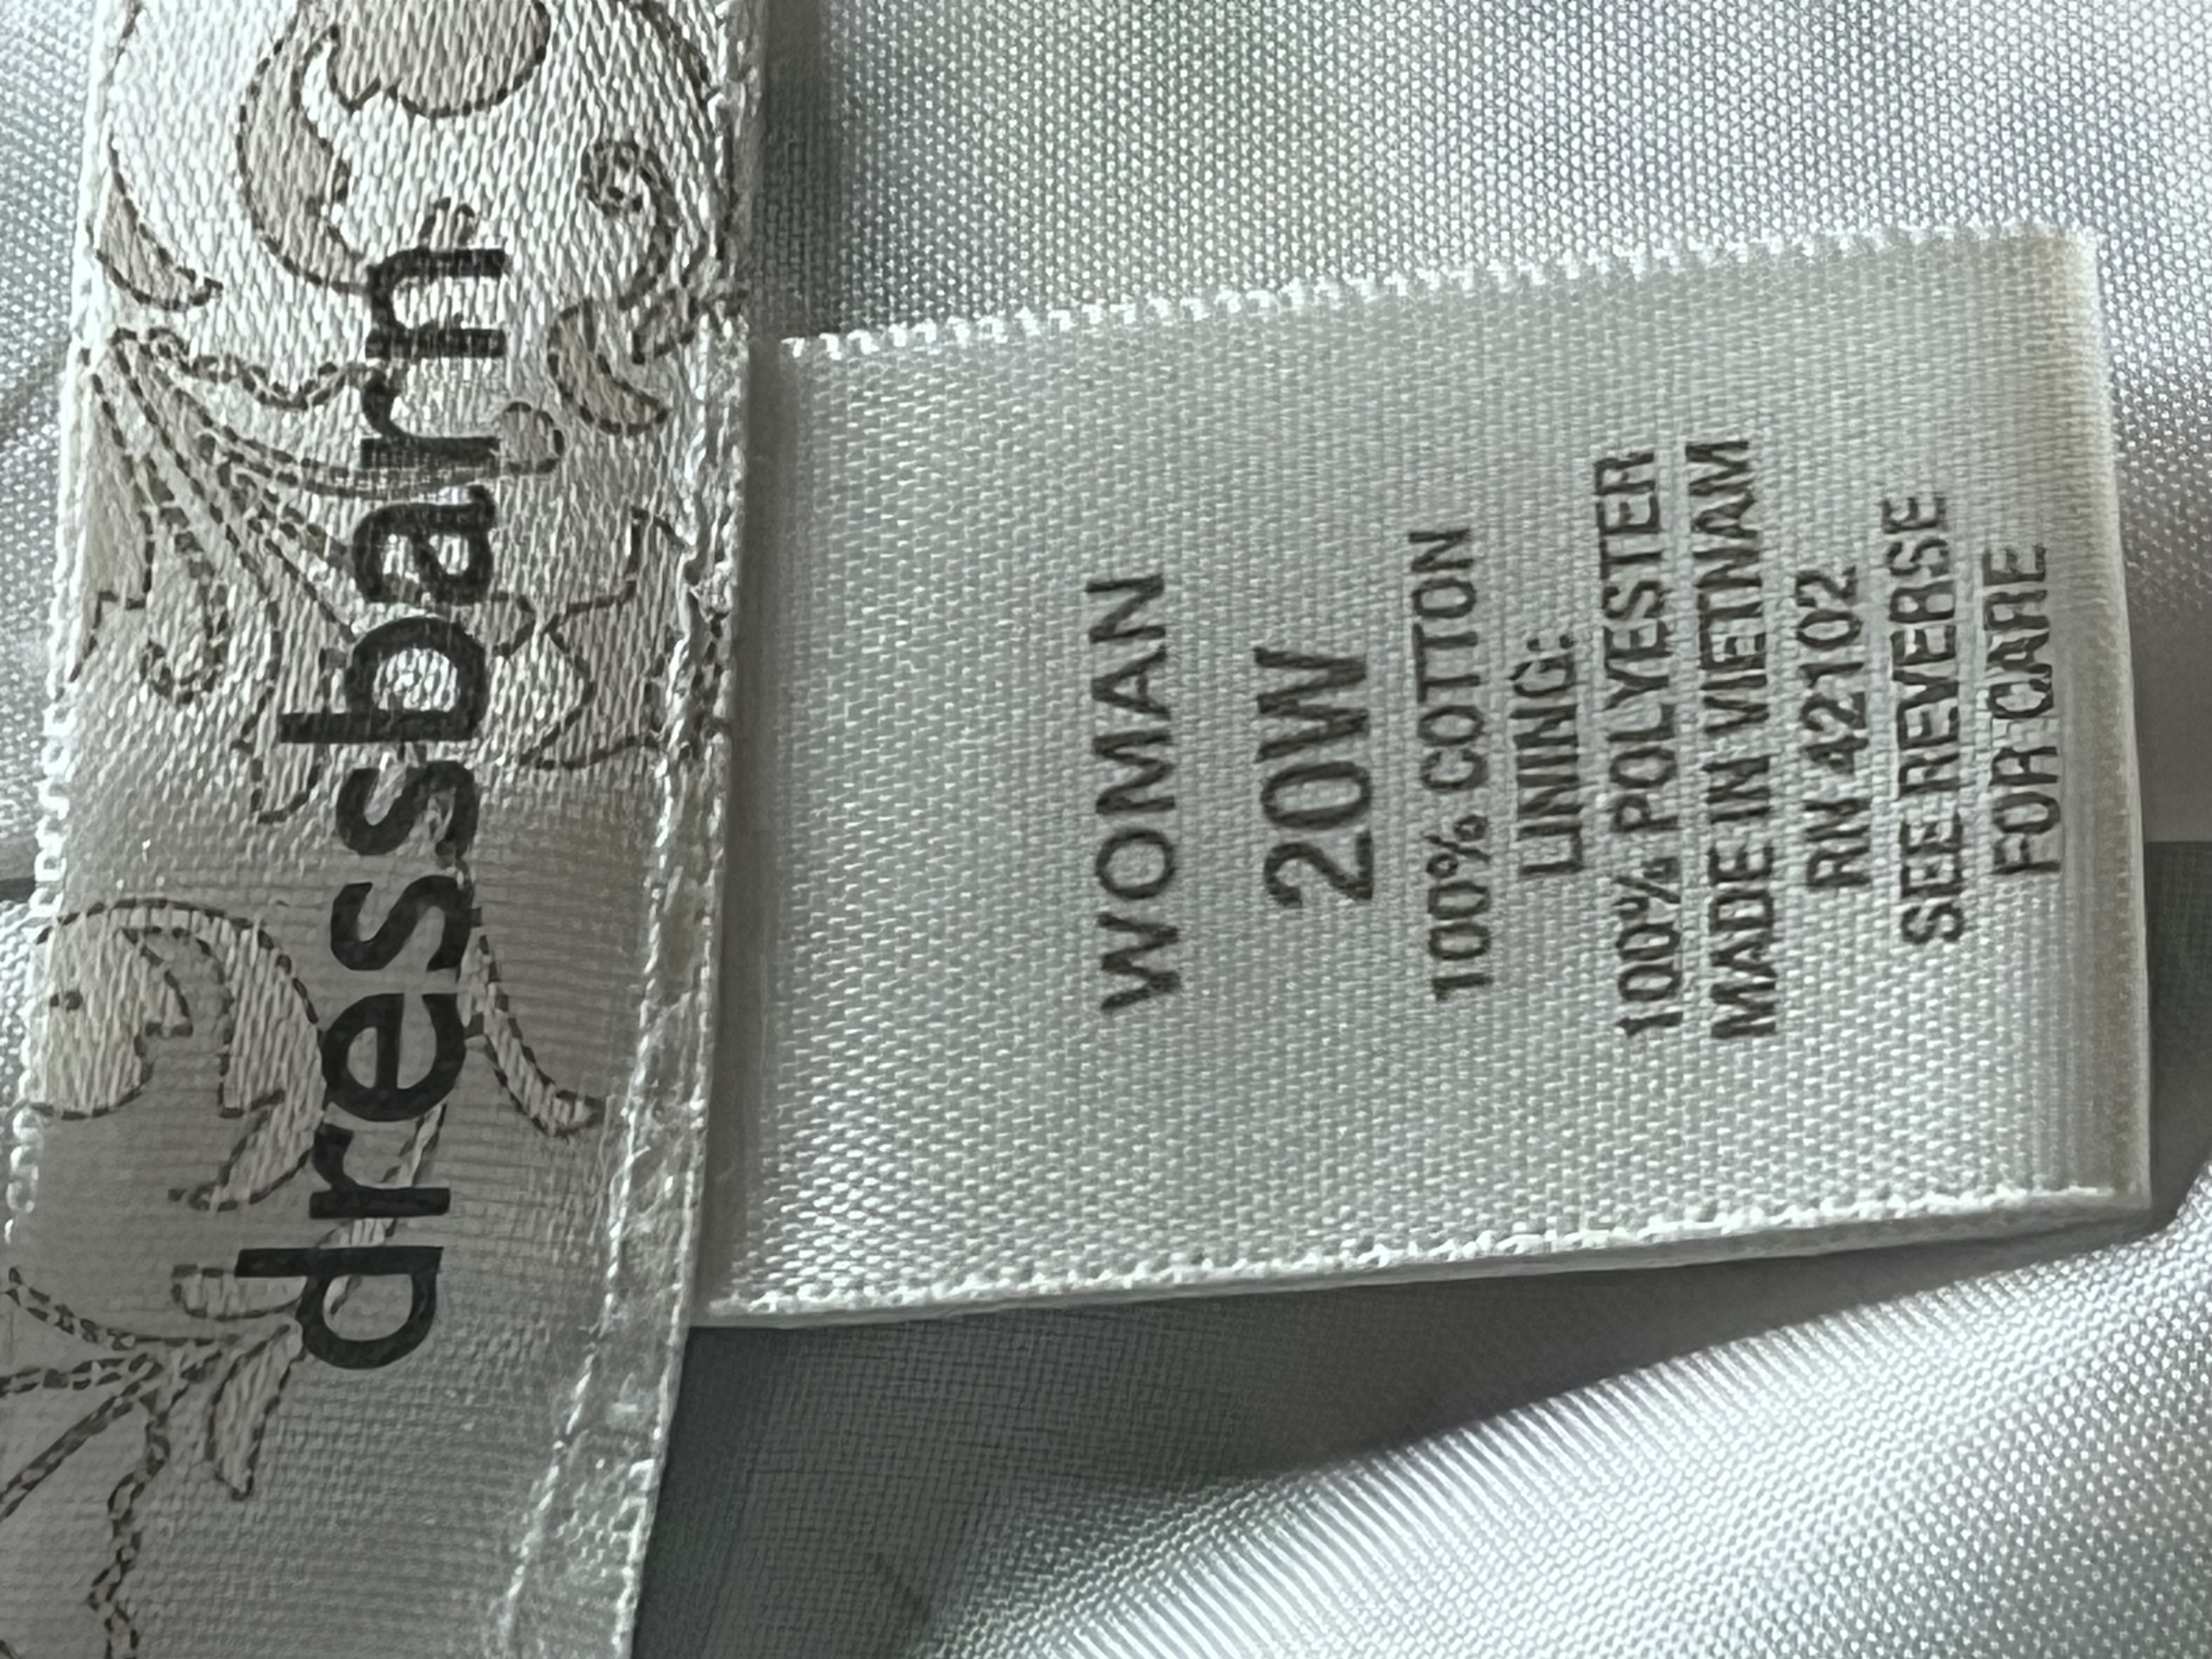 dressbarn
WOMAN
20W
100% COTTON
LINING:
100% POLYESTER
MADE IN VIETNAM
RN 42102
SEE REVERSE
FOR CARE